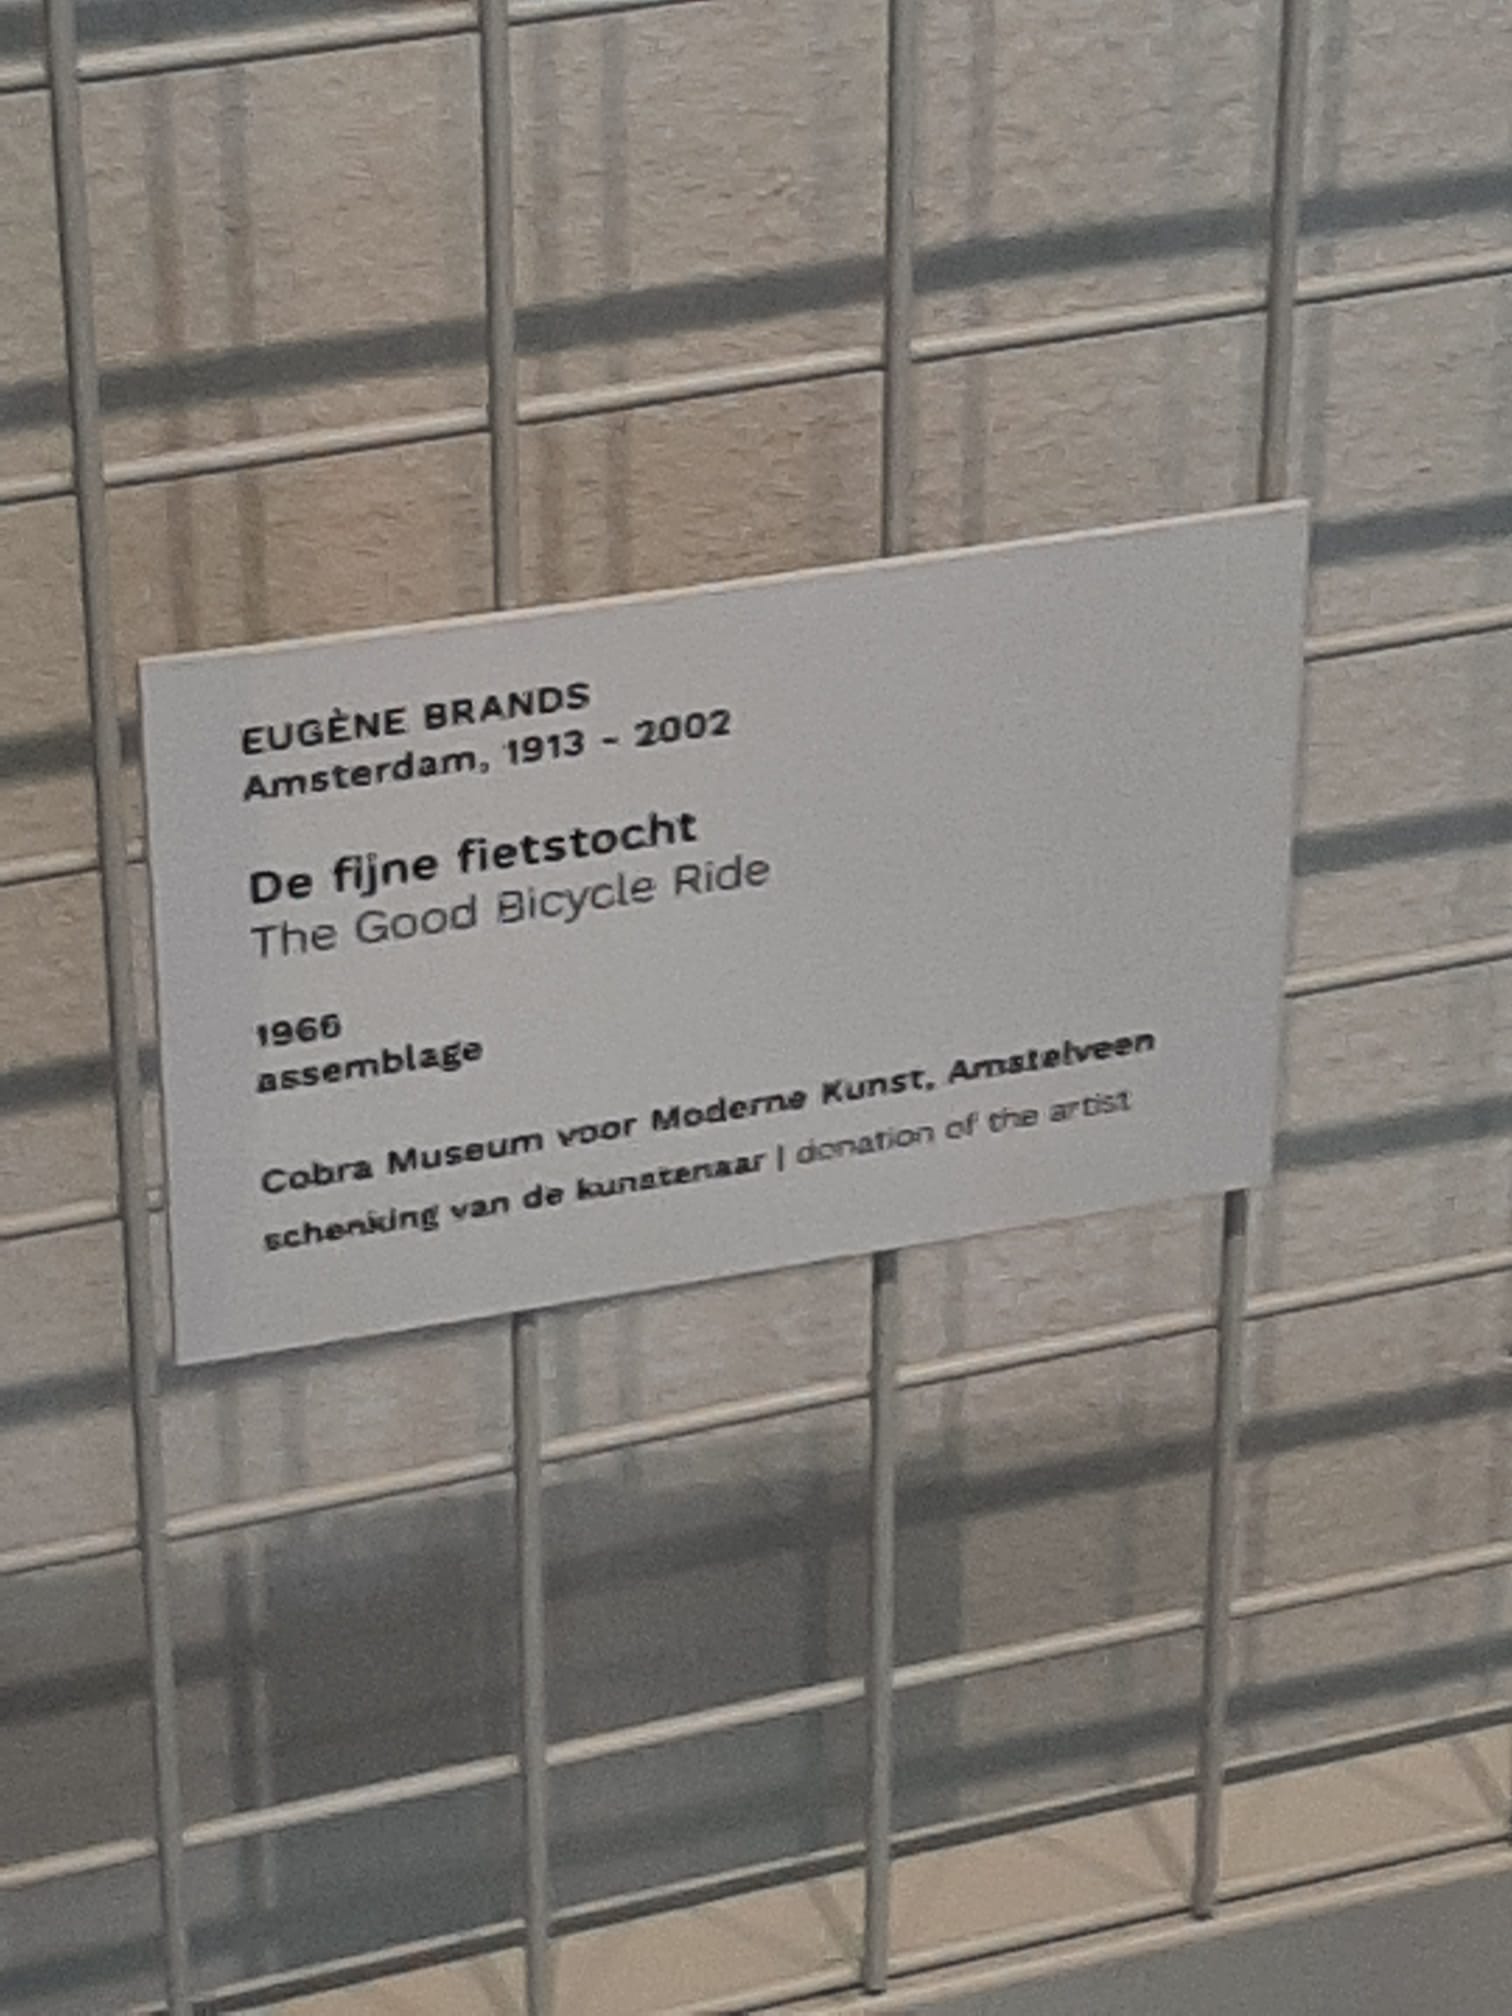 EUGÈNE BRANDS
Amsterdam, 1913 - 2002
De fijne fietstocht
The Good Bicycle Ride
1966
assemblage
Cobra Museum voor Moderne Kunst, Amstelveen
schenking van de kunstenaar | donation of the artist